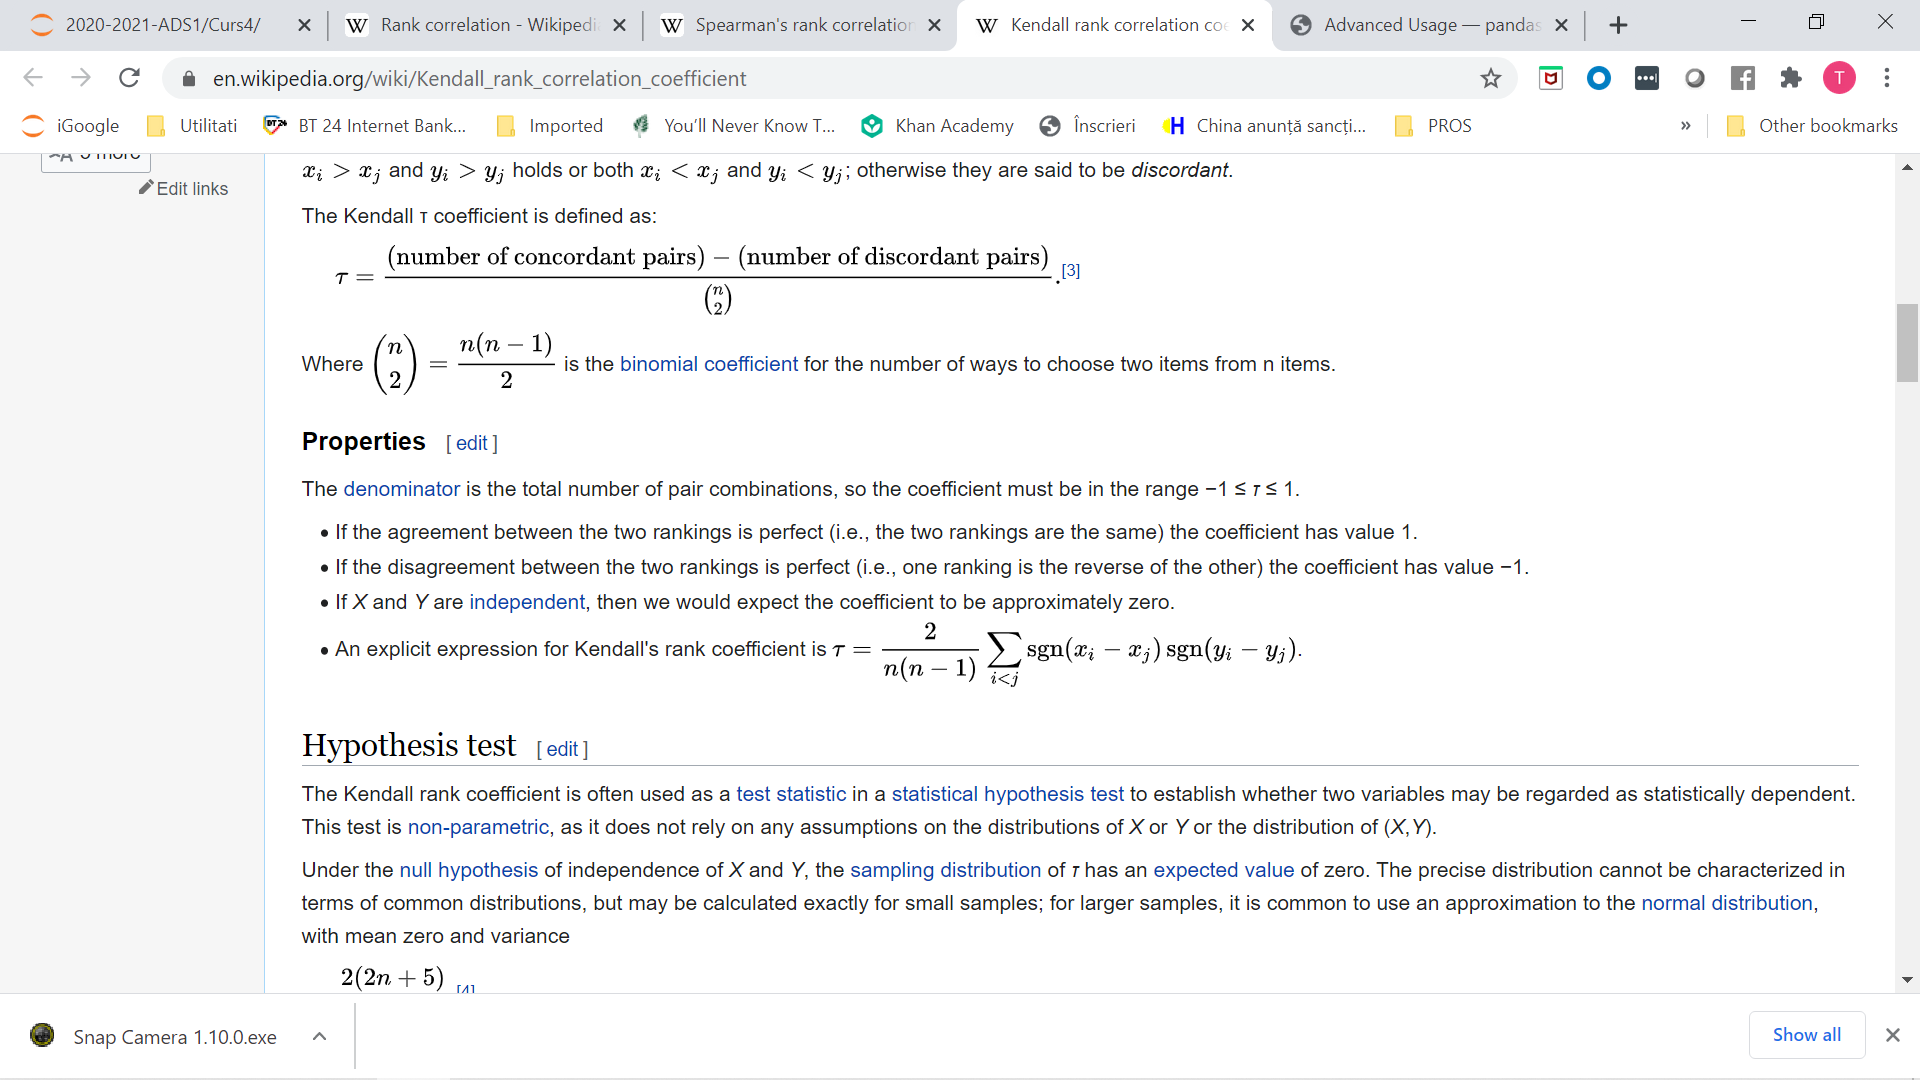 2020-2021-ADS1/Curs4/
Rank correlation - Wikipedi
Spearman's rank correlation
Kendall rank correlation coe
Advanced Usage — pandas
en.wikipedia.org/wiki/Kendall_rank_correlation_coefficient
T
iGoogle
Utilitati
BT 24 Internet Bank...
Imported
You'll Never Know T...
Khan Academy
Înscrieri
China anunță sancți...
PROS
»
Other bookmarks
3 more
Edit links
xᵢ > xⱼ and yᵢ > yⱼ holds or both xᵢ < xⱼ and yᵢ < yⱼ; otherwise they are said to be discordant.
The Kendall τ coefficient is defined as:
τ = (number of concordant pairs) − (number of discordant pairs) / (n 2) .[3]
Where (n 2) = n(n − 1) / 2 is the binomial coefficient for the number of ways to choose two items from n items.
Properties [ edit ]
The denominator is the total number of pair combinations, so the coefficient must be in the range −1 ≤ τ ≤ 1.
• If the agreement between the two rankings is perfect (i.e., the two rankings are the same) the coefficient has value 1.
• If the disagreement between the two rankings is perfect (i.e., one ranking is the reverse of the other) the coefficient has value −1.
• If X and Y are independent, then we would expect the coefficient to be approximately zero.
• An explicit expression for Kendall's rank coefficient is τ = 2 / n(n − 1) ∑ i<j sgn(xᵢ − xⱼ) sgn(yᵢ − yⱼ).
Hypothesis test [ edit ]
The Kendall rank coefficient is often used as a test statistic in a statistical hypothesis test to establish whether two variables may be regarded as statistically dependent.
This test is non-parametric, as it does not rely on any assumptions on the distributions of X or Y or the distribution of (X,Y).
Under the null hypothesis of independence of X and Y, the sampling distribution of τ has an expected value of zero. The precise distribution cannot be characterized in
terms of common distributions, but may be calculated exactly for small samples; for larger samples, it is common to use an approximation to the normal distribution,
with mean zero and variance
2(2n + 5) [4]
Snap Camera 1.10.0.exe
Show all